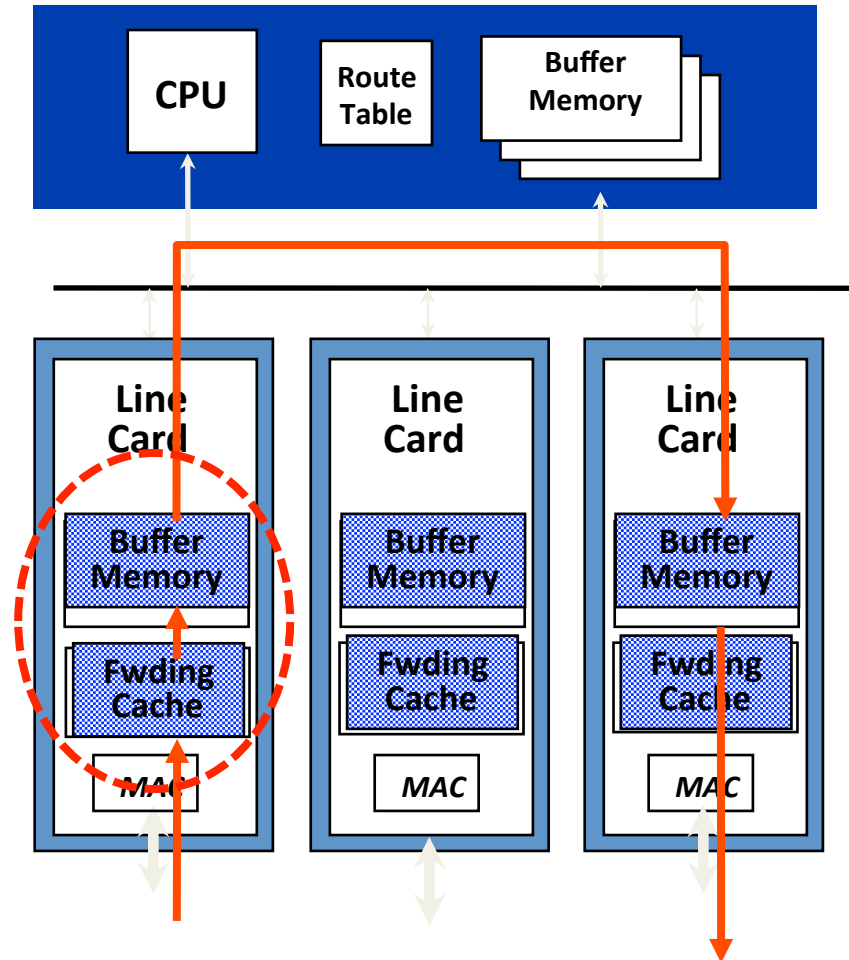 CPU
Route
Table
Buffer
Memory
Line
Card
Buffer
Memory
Fwding
Cache
MAC
Line
Card
Buffer
Memory
Fwding
Cache
MAC
Line
Card
Buffer
Memory
Fwding
Cache
MAC